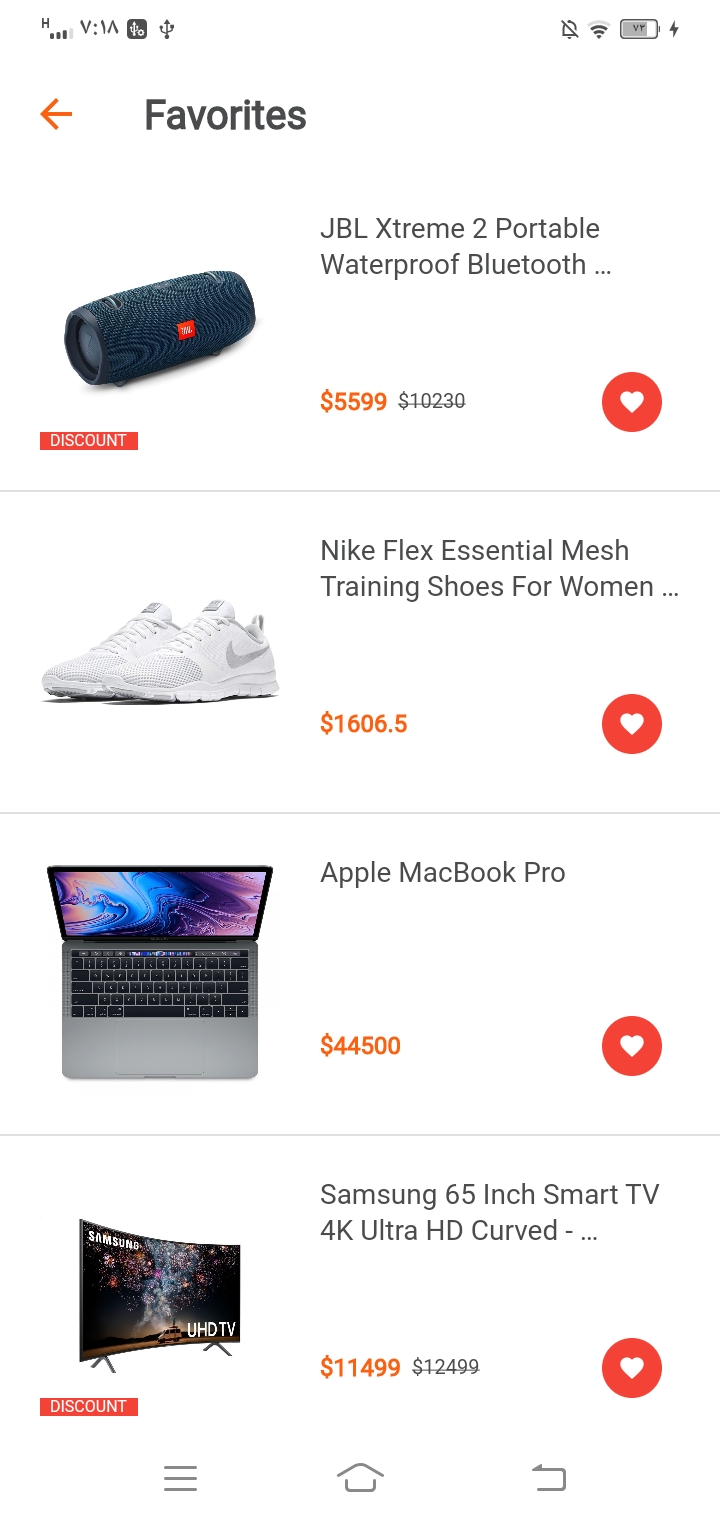 H ٧:١٨ ٧٣
Favorites
JBL Xtreme 2 Portable
Waterproof Bluetooth ...
JBL
$5599 $10230
DISCOUNT
Nike Flex Essential Mesh
Training Shoes For Women ...
$1606.5
Apple MacBook Pro
$44500
Samsung 65 Inch Smart TV
4K Ultra HD Curved - ...
SAMSUNG
UHD TV
$11499 $12499
DISCOUNT